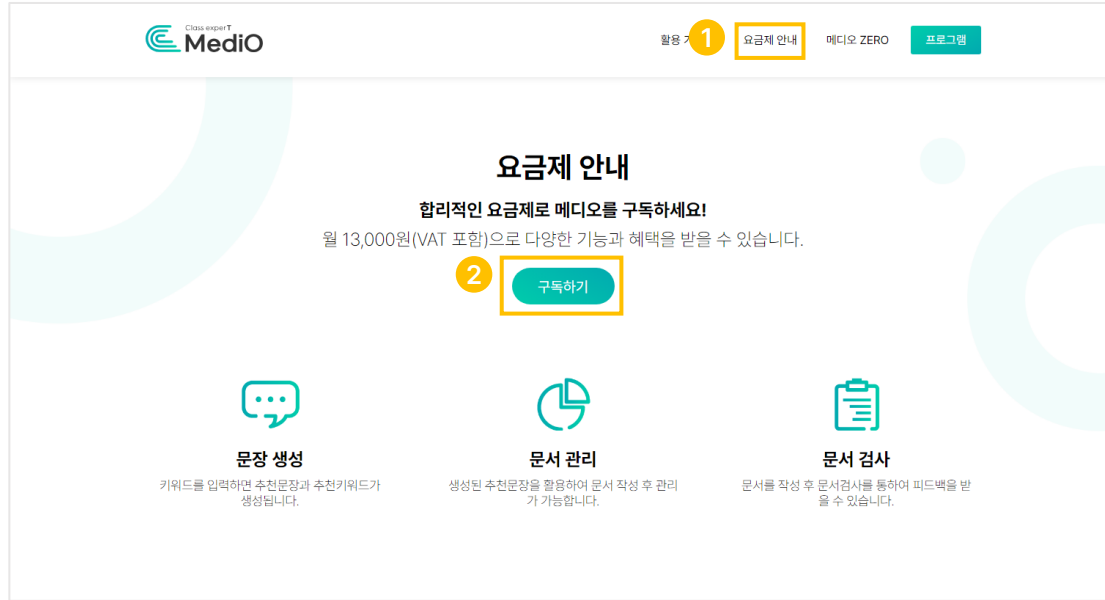 Class experT
MediO
활용 가
1
요금제 안내
메디오 ZERO
프로그램
요금제 안내
합리적인 요금제로 메디오를 구독하세요!
월 13,000원(VAT 포함)으로 다양한 기능과 혜택을 받을 수 있습니다.
2
구독하기
문장 생성
키워드를 입력하면 추천문장과 추천키워드가
생성됩니다.
문서 관리
생성된 추천문장을 활용하여 문서 작성 후 관리
가 가능합니다.
문서 검사
문서를 작성 후 문서검사를 통하여 피드백을 받
을 수 있습니다.